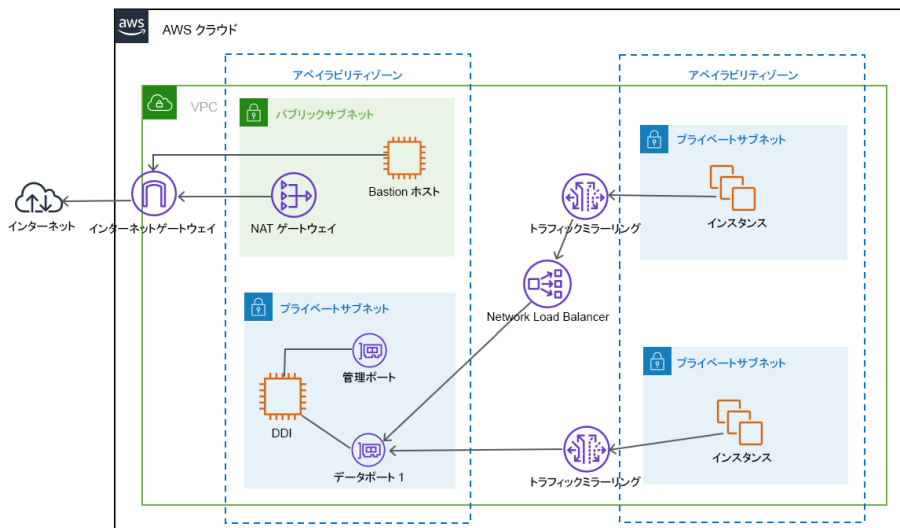 aws
AWS クラウド
アベイラビリティゾーン
アベイラビリティゾーン
VPC
パブリックサブネット
プライベートサブネット
Bastion ホスト
インターネット
インターネットゲートウェイ
NAT ゲートウェイ
トラフィックミラーリング
インスタンス
プライベートサブネット
Network Load Balancer
プライベートサブネット
管理ポート
DDI
データポート 1
トラフィックミラーリング
インスタンス